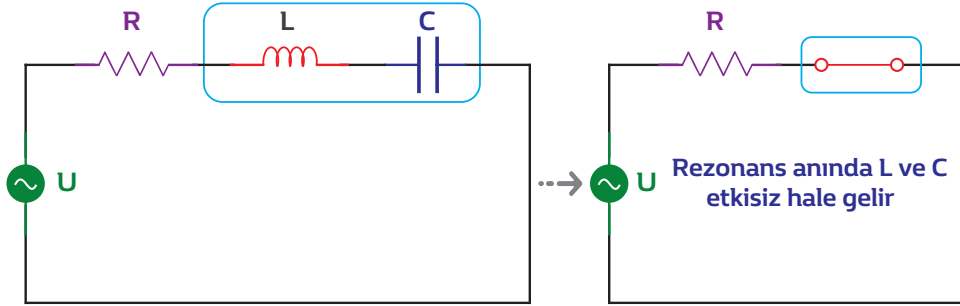 R
L
C
U
R
U
Rezonans anında L ve C
etkisiz hale gelir